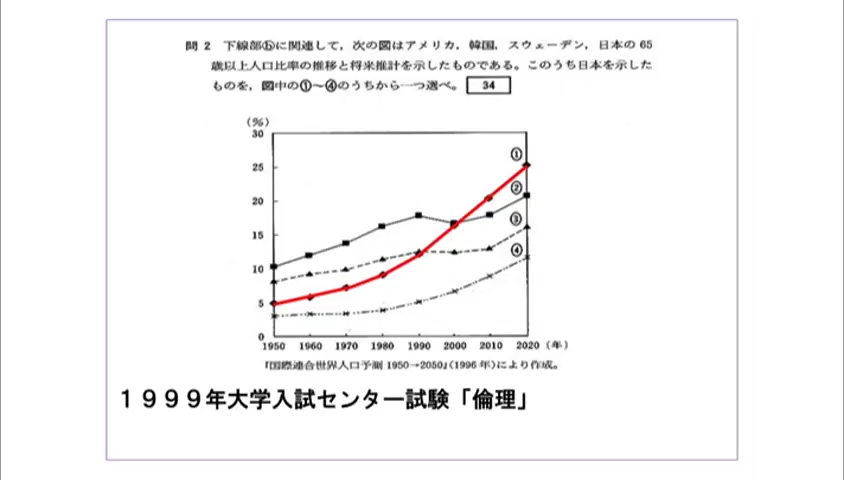 問 2 下線部ⓑに関連して，次の図はアメリカ，韓国，スウェーデン，日本の 65
歳以上人口比率の推移と将来推計を示したものである。このうち日本を示した
ものを，図中の①〜④のうちから一つ選べ。 34
(％)
30
25
20
15
10
5
0
①
②
③
④
1950 1960 1970 1980 1990 2000 2010 2020 (年)
『国際連合世界人口予測 1950→2050』(1996 年)により作成。
１９９９年大学入試センター試験「倫理」